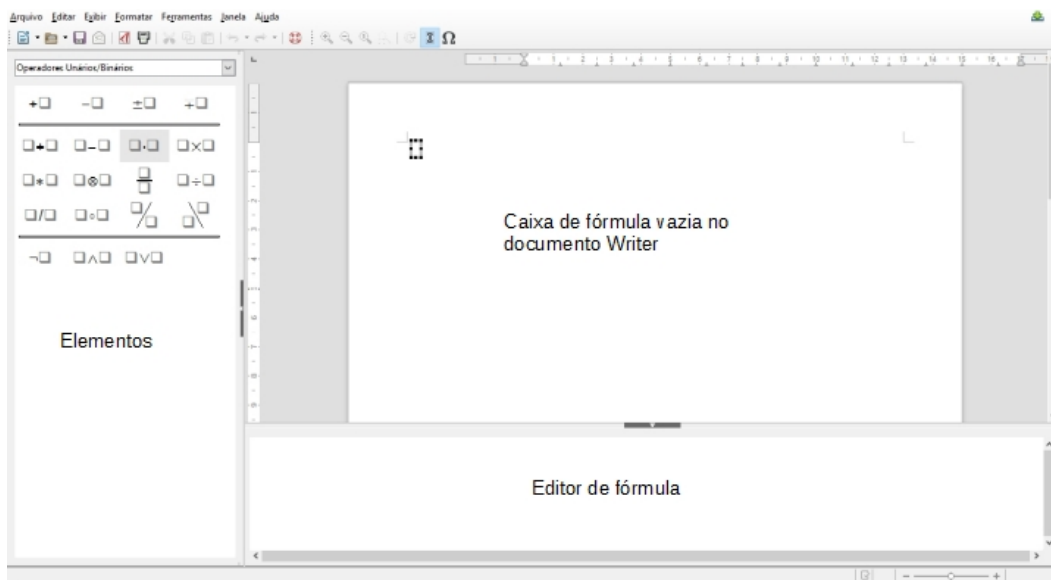 Arquivo Editar Exibir Formatar Ferramentas Janela Ajuda
Operadores Unários/Binários
Caixa de fórmula vazia no
documento Writer
Elementos
Editor de fórmula